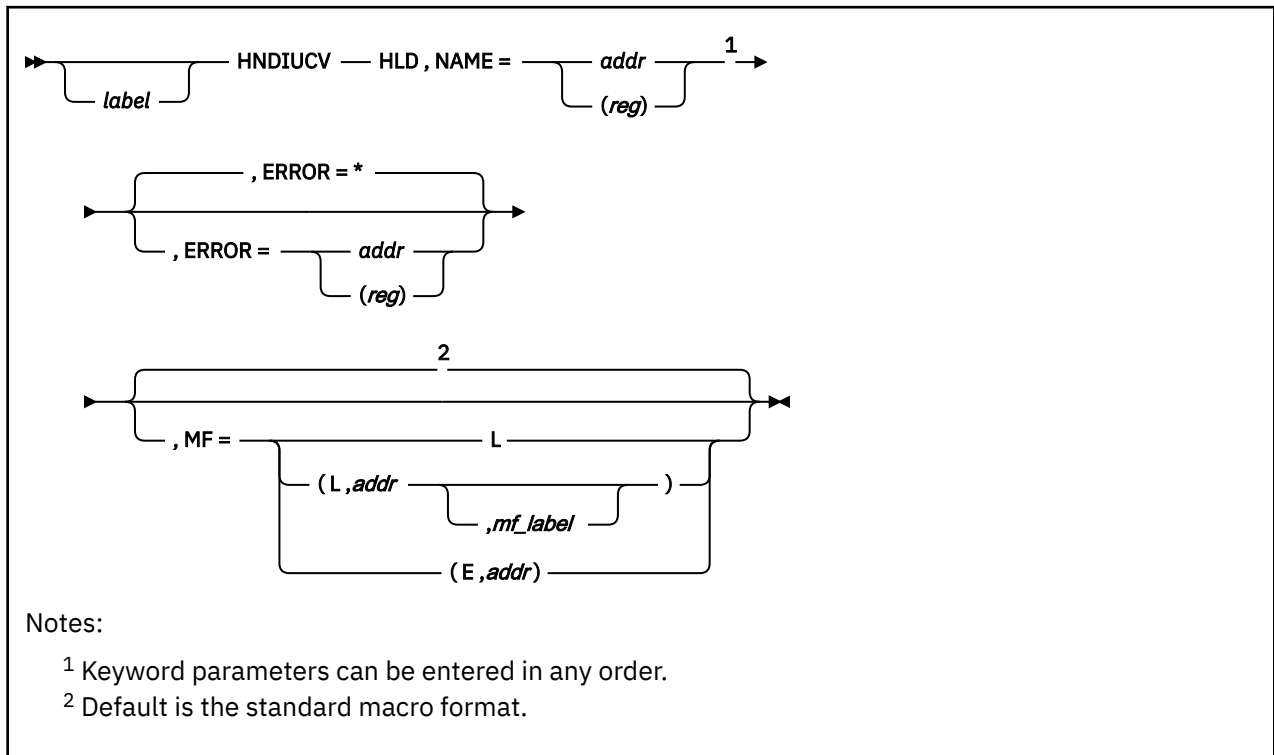 1
HNDIUCV HLD , NAME = addr
label (reg)
, ERROR = *
, ERROR = addr
(reg)
2
, MF = L
( L ,addr )
,mf_label
( E ,addr)
Notes:
1 Keyword parameters can be entered in any order.
2 Default is the standard macro format.